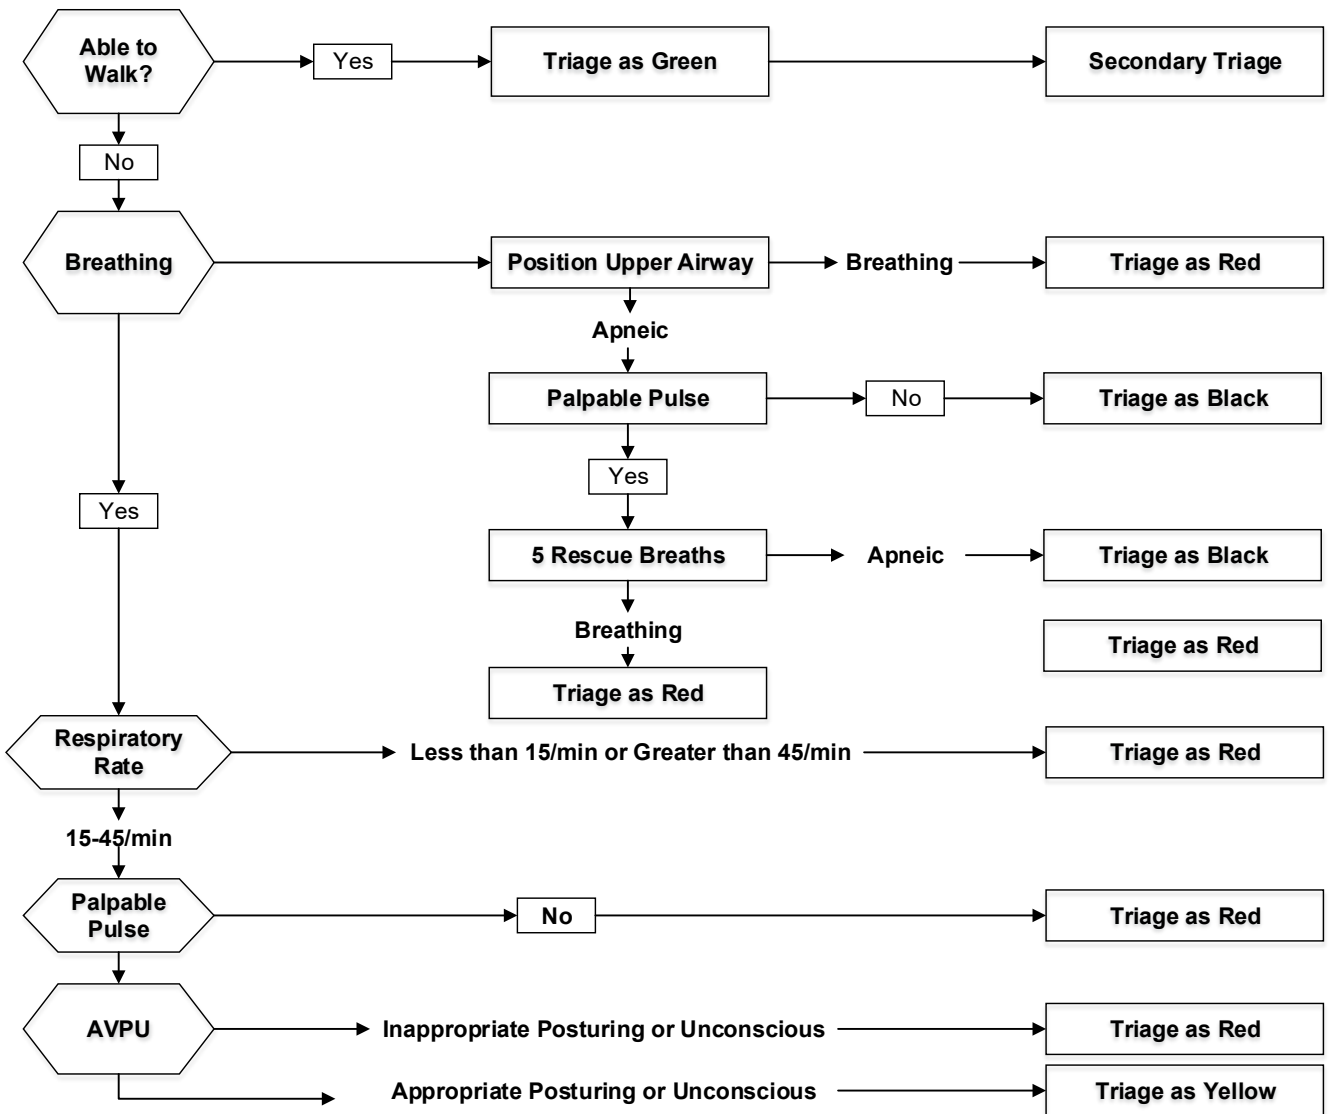 Able to
Walk?
Yes
Triage as Green
Secondary Triage
No
Breathing
Position Upper Airway
Breathing
Triage as Red
Apneic
Palpable Pulse
No
Triage as Black
Yes
Yes
5 Rescue Breaths
Apneic
Triage as Black
Breathing
Triage as Red
Triage as Red
Respiratory
Rate
Less than 15/min or Greater than 45/min
Triage as Red
15-45/min
Palpable
Pulse
No
Triage as Red
AVPU
Inappropriate Posturing or Unconscious
Triage as Red
Appropriate Posturing or Unconscious
Triage as Yellow